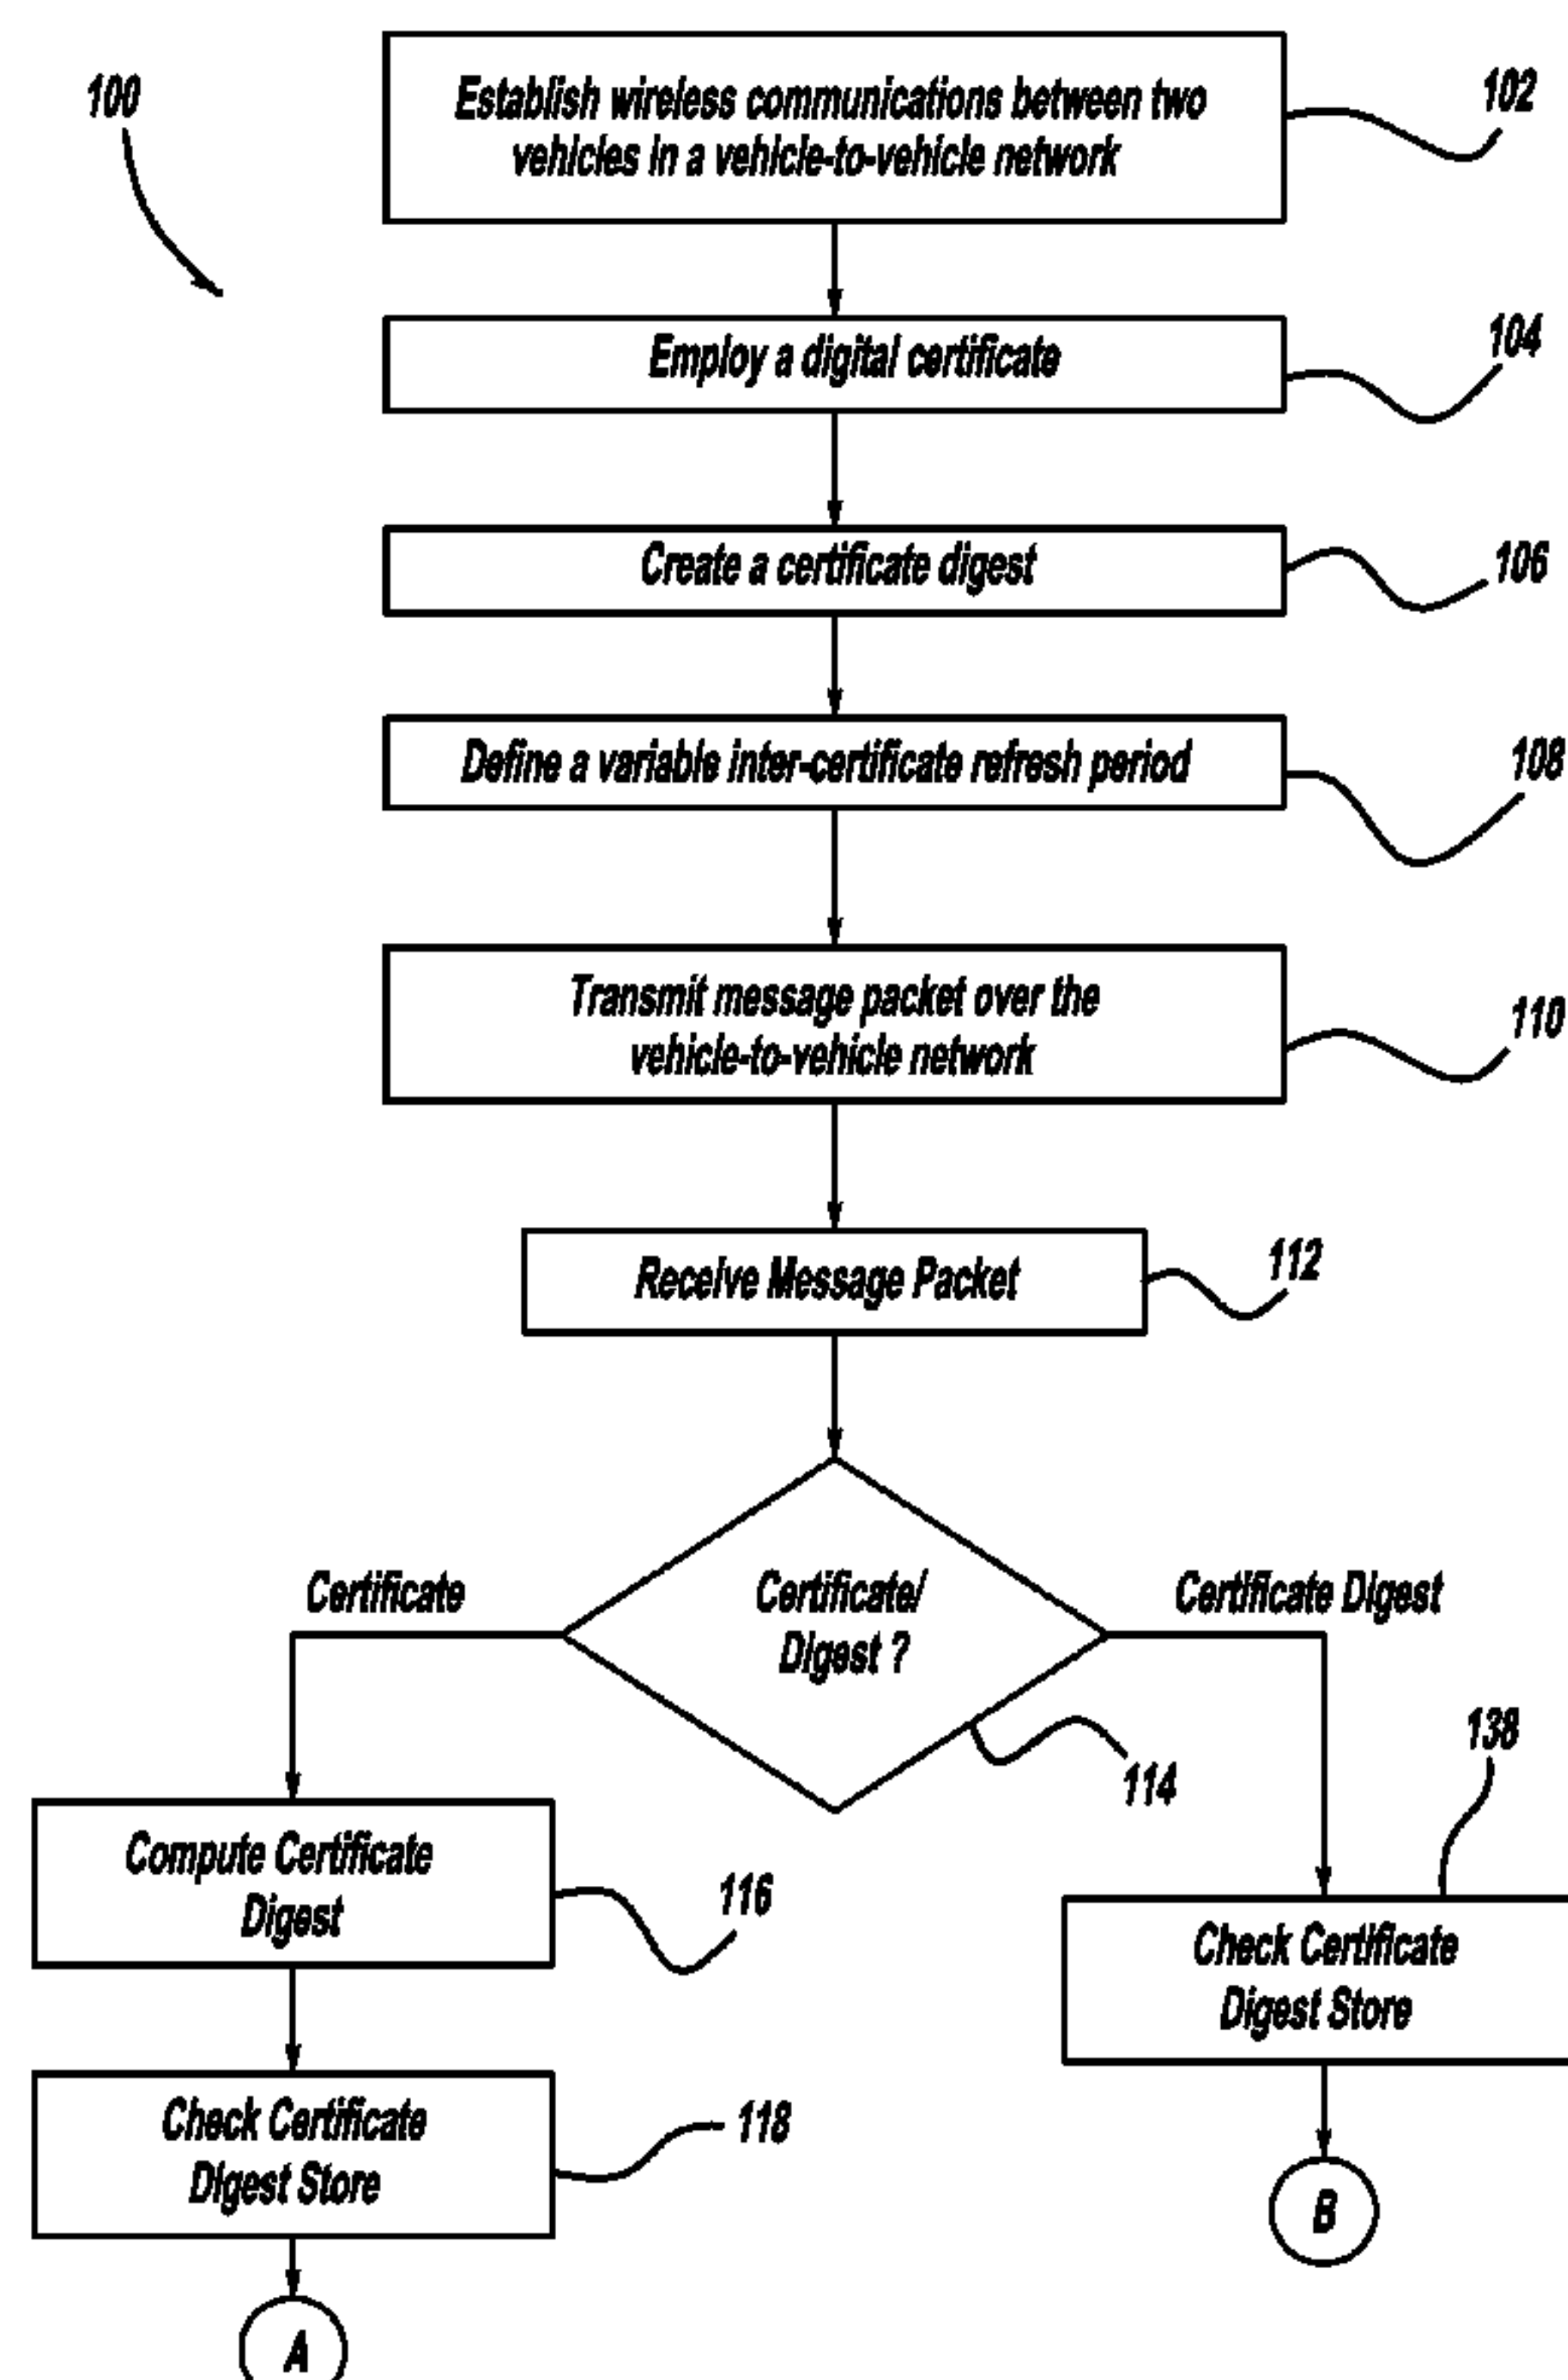 100
Establish wireless communications between two
vehicles in a vehicle-to-vehicle network
102
Employ a digital certificate
104
Create a certificate digest
106
Define a variable inter-certificate refresh period
108
Transmit message packet over the
vehicle-to-vehicle network
110
Receive Message Packet
112
Certificate
Certificate/
Digest ?
Certificate Digest
114
138
Compute Certificate
Digest
116
Check Certificate
Digest Store
Check Certificate
Digest Store
118
B
A